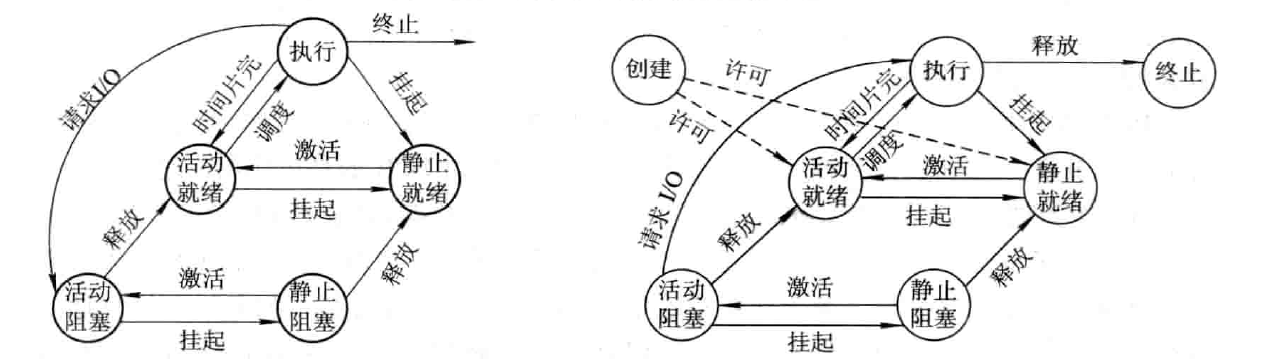 终止
执行
请求I/O
时间片完
调度
挂起
活动
就绪
激活
挂起
静止
就绪
释放
释放
活动
阻塞
激活
挂起
静止
阻塞
创建
许可
许可
执行
释放
终止
请求 I/O
时间片完
调度
挂起
活动
就绪
激活
挂起
静止
就绪
释放
释放
活动
阻塞
激活
挂起
静止
阻塞